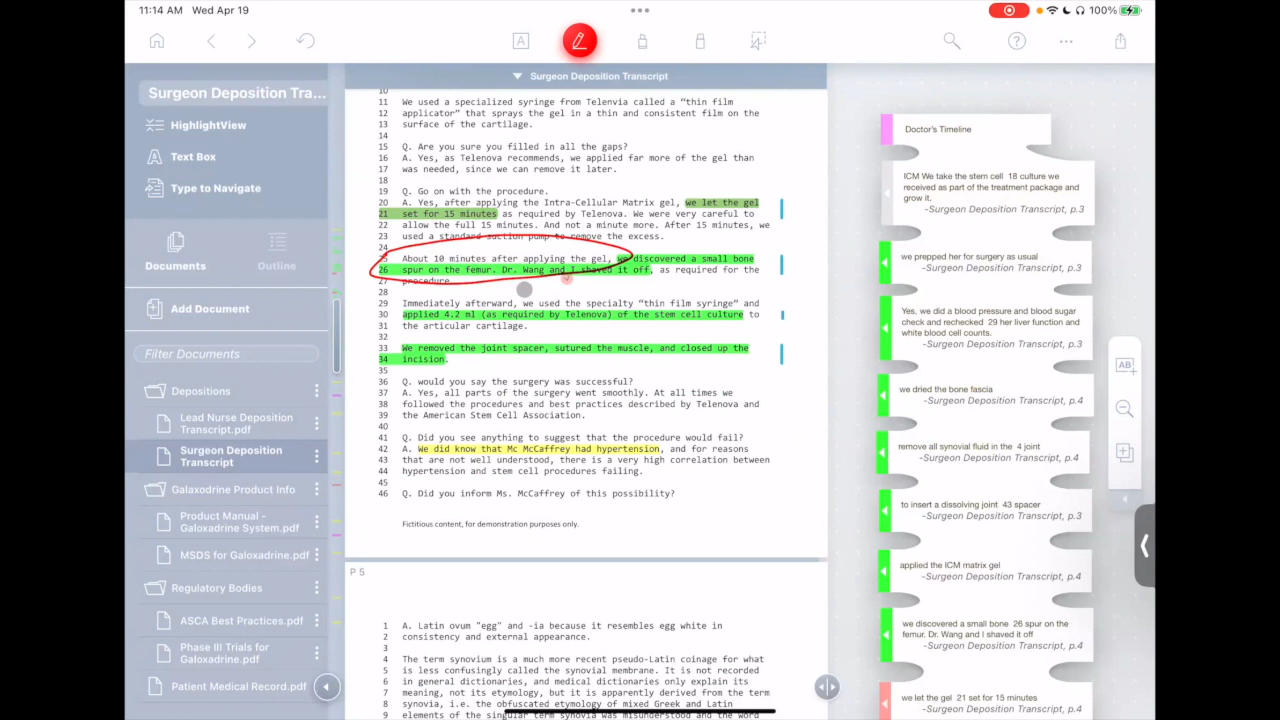 11:14 AM Wed Apr 19
100%
Surgeon Deposition Tra...
HighlightView
Text Box
Type to Navigate
Documents
Outline
Add Document
Filter Documents
Depositions
Lead Nurse Deposition
Transcript.pdf
Surgeon Deposition
Transcript
Galaxodrine Product Info
Product Manual -
Galoxadrine System.pdf
MSDS for Galoxadrine.pdf
Regulatory Bodies
ASCA Best Practices.pdf
Phase III Trials for
Galoxadrine.pdf
Patient Medical Record.pdf
Surgeon Deposition Transcript
10
11 We used a specialized syringe from Telenvia called a "thin film
12 applicator" that sprays the gel in a thin and consistent film on the
13 surface of the cartilage.
14
15 Q. Are you sure you filled in all the gaps?
16 A. Yes, as Telenova recommends, we applied far more of the gel than
17 was needed, since we can remove it later.
18
19 Q. Go on with the procedure.
20 A. Yes, after applying the Intra-Cellular Matrix gel, we let the gel
21 set for 15 minutes as required by Telenova. We were very careful to
22 allow the full 15 minutes. And not a minute more. After 15 minutes, we
23 used a standard suction pump to remove the excess.
24
25 About 10 minutes after applying the gel, we discovered a small bone
26 spur on the femur. Dr. Wang and I shaved it off, as required for the
27 procedure.
28
29 Immediately afterward, we used the specialty "thin film syringe" and
30 applied 4.2 ml (as required by Telenova) of the stem cell culture to
31 the articular cartilage.
32
33 We removed the joint spacer, sutured the muscle, and closed up the
34 incision.
35
36 Q. would you say the surgery was successful?
37 A. Yes, all parts of the surgery went smoothly. At all times we
38 followed the procedures and best practices described by Telenova and
39 the American Stem Cell Association.
40
41 Q. Did you see anything to suggest that the procedure would fail?
42 A. We did know that Mc McCaffrey had hypertension, and for reasons
43 that are not well understood, there is a very high correlation between
44 hypertension and stem cell procedures failing.
45
46 Q. Did you inform Ms. McCaffrey of this possibility?
Fictitious content, for demonstration purposes only.
P 5
1 A. Latin ovum "egg" and -ia because it resembles egg white in
2 consistency and external appearance.
3
4 The term synovium is a much more recent pseudo-Latin coinage for what
5 is less confusingly called the synovial membrane. It is not recorded
6 in general dictionaries, and medical dictionaries only explain its
7 meaning, not its etymology, but it is apparently derived from the term
8 synovia, i.e. the obfuscated etymology of mixed Greek and Latin
9 elements of the singular term synovia was misunderstood and the word
Doctor's Timeline
ICM We take the stem cell 18 culture we
received as part of the treatment package and
grow it.
-Surgeon Deposition Transcript, p.3
we prepped her for surgery as usual
-Surgeon Deposition Transcript, p.3
Yes, we did a blood pressure and blood sugar
check and rechecked 29 her liver function and
white blood cell counts.
-Surgeon Deposition Transcript, p.3
we dried the bone fascia
-Surgeon Deposition Transcript, p.4
remove all synovial fluid in the 4 joint
-Surgeon Deposition Transcript, p.4
to insert a dissolving joint 43 spacer
-Surgeon Deposition Transcript, p.3
applied the ICM matrix gel
-Surgeon Deposition Transcript, p.4
we discovered a small bone 26 spur on the
femur. Dr. Wang and I shaved it off
-Surgeon Deposition Transcript, p.4
we let the gel 21 set for 15 minutes
-Surgeon Deposition Transcript, p.4
A
AB